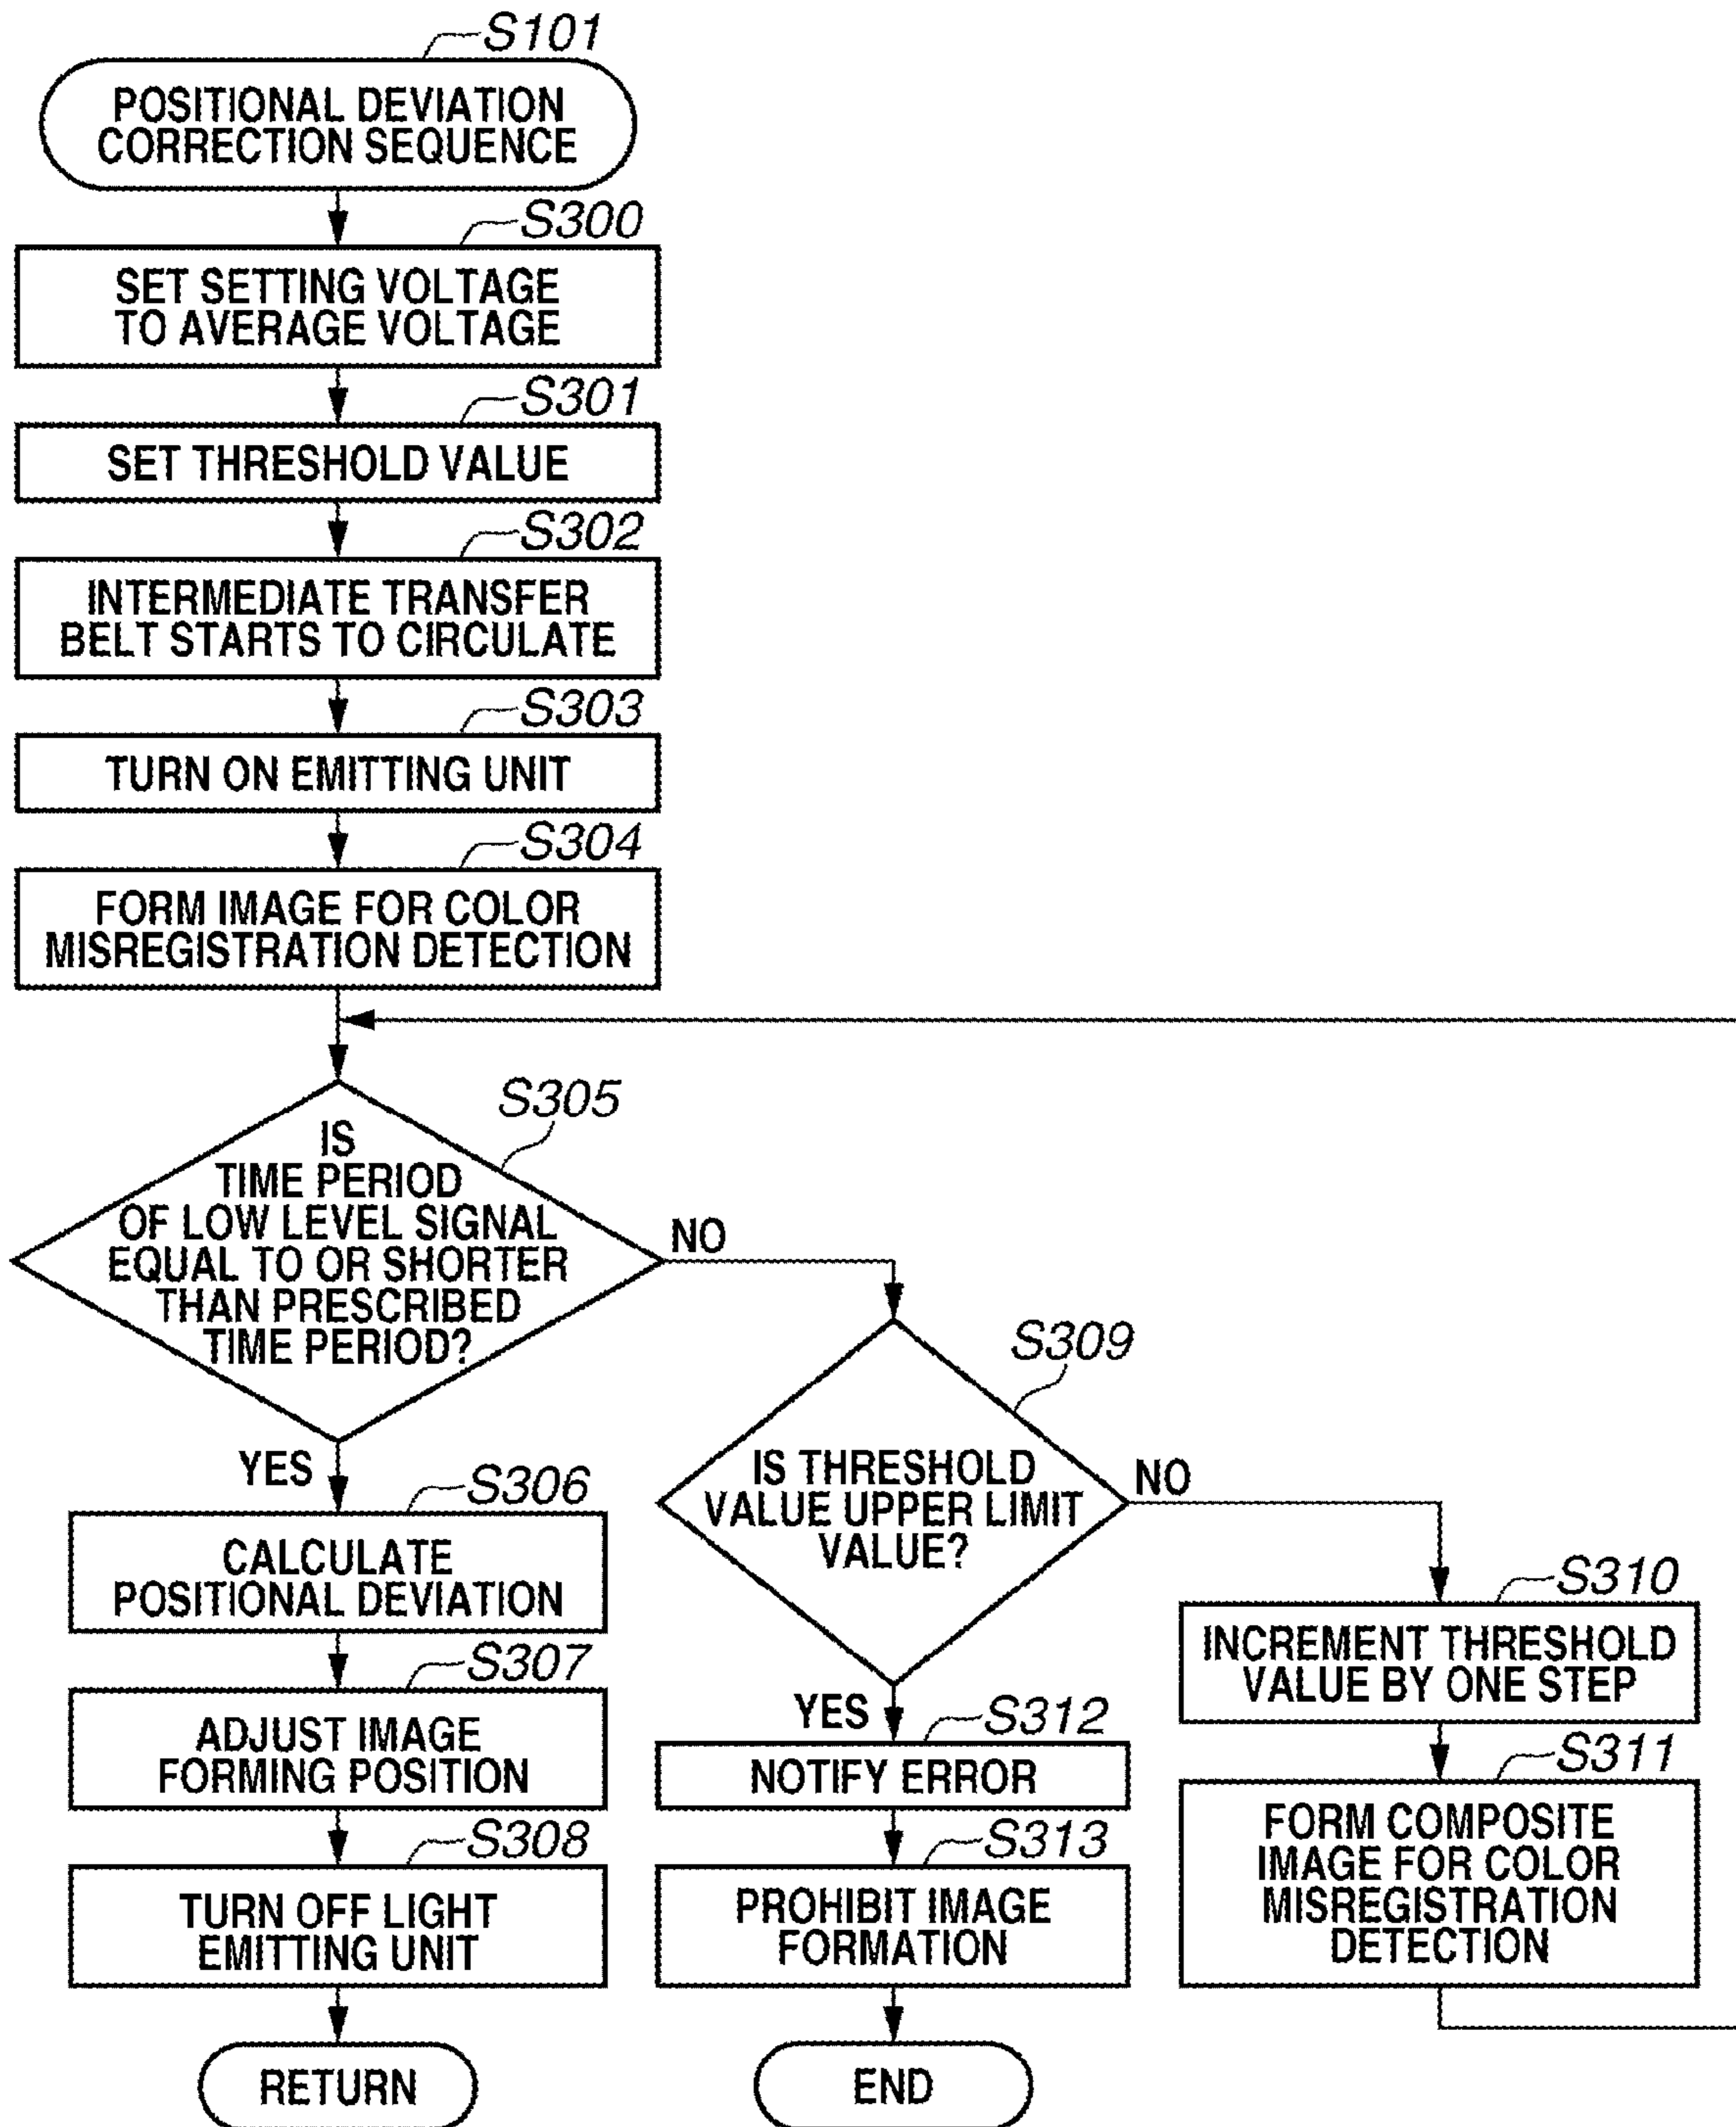 S101
POSITIONAL DEVIATION
CORRECTION SEQUENCE
S300
SET SETTING VOLTAGE
TO AVERAGE VOLTAGE
S301
SET THRESHOLD VALUE
S302
INTERMEDIATE TRANSFER
BELT STARTS TO CIRCULATE
S303
TURN ON EMITTING UNIT
S304
FORM IMAGE FOR COLOR
MISREGISTRATION DETECTION
S305
IS
TIME PERIOD
OF LOW LEVEL SIGNAL
EQUAL TO OR SHORTER
THAN PRESCRIBED
TIME PERIOD?
NO
YES
S306
CALCULATE
POSITIONAL DEVIATION
S307
ADJUST IMAGE
FORMING POSITION
S308
TURN OFF LIGHT
EMITTING UNIT
RETURN
S309
IS THRESHOLD
VALUE UPPER LIMIT
VALUE?
NO
YES
S312
NOTIFY ERROR
S313
PROHIBIT IMAGE
FORMATION
END
S310
INCREMENT THRESHOLD
VALUE BY ONE STEP
S311
FORM COMPOSITE
IMAGE FOR COLOR
MISREGISTRATION
DETECTION